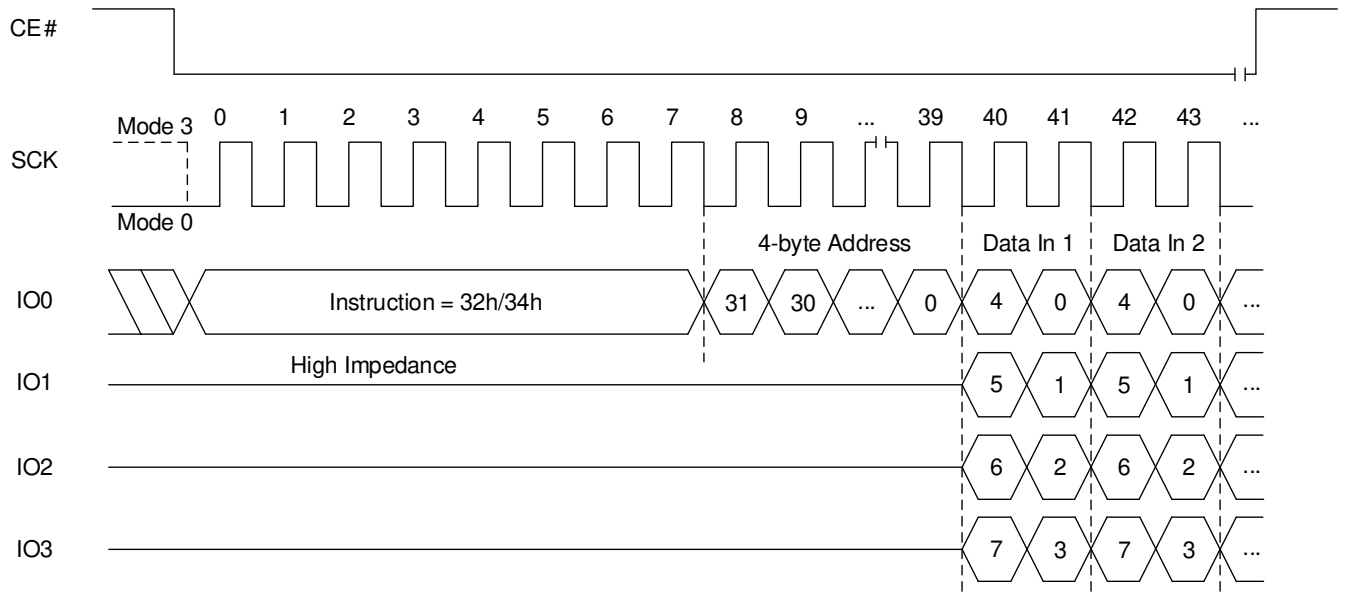 CE#
Mode 3 0 1 2 3 4 5 6 7 8 9 ... 39 40 41 42 43 ...
SCK
Mode 0
4-byte Address Data In 1 Data In 2
IO0 Instruction = 32h/34h 31 30 ... 0 4 0 4 0 ...
High Impedance
IO1 5 1 5 1 ...
IO2 6 2 6 2 ...
IO3 7 3 7 3 ...